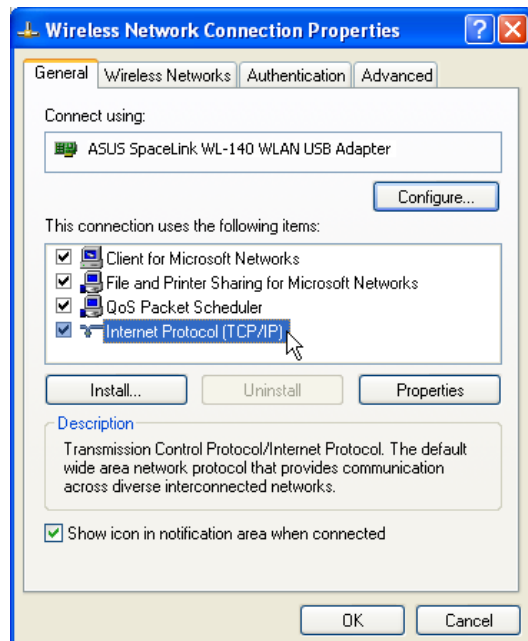 Wireless Network Connection Properties
General Wireless Networks Authentication Advanced
Connect using:
ASUS SpaceLink WL-140 WLAN USB Adapter
Configure...
This connection uses the following items:
Client for Microsoft Networks
File and Printer Sharing for Microsoft Networks
QoS Packet Scheduler
Internet Protocol (TCP/IP)
Install... Uninstall Properties
Description
Transmission Control Protocol/Internet Protocol. The default
wide area network protocol that provides communication
across diverse interconnected networks.
Show icon in notification area when connected
OK Cancel